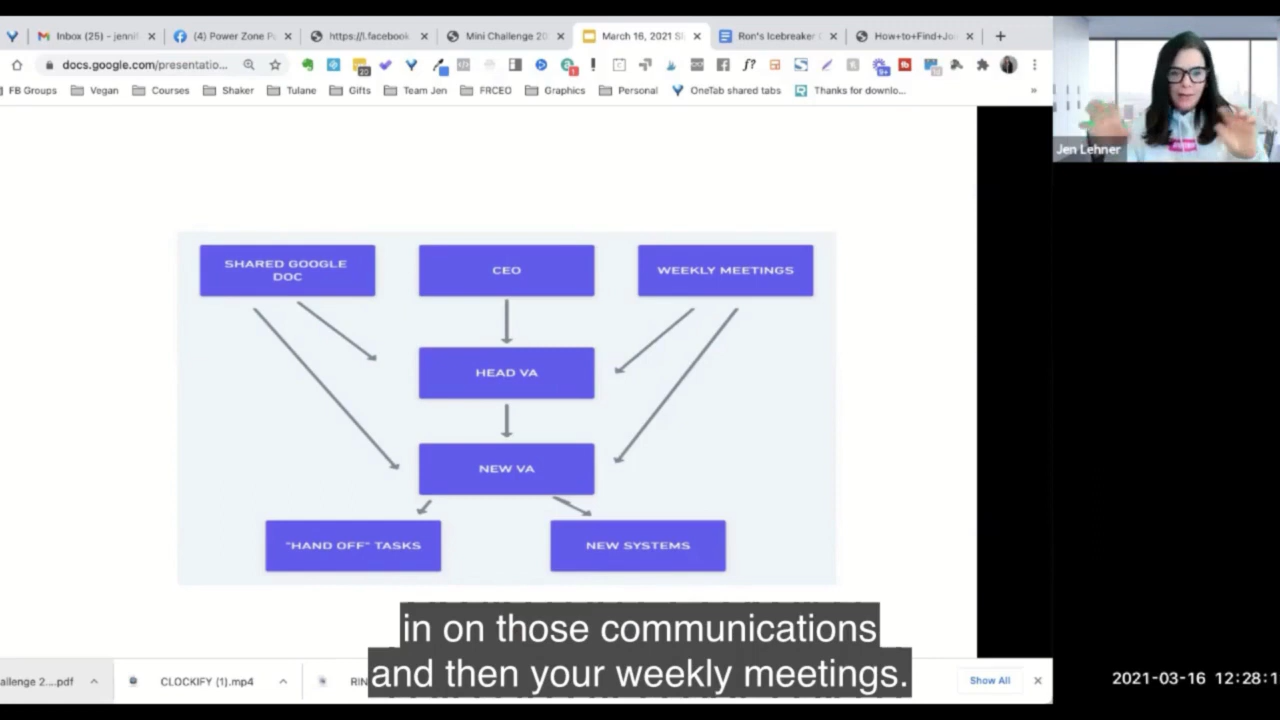 Inbox (25) - jennif
(4) Power Zone P
https://l.facebook
Mini Challenge 20
March 16, 2021 Sl
Ron's Icebreaker
How+to+Find+Jo
docs.google.com/presentatio...
FB Groups
Vegan
Courses
Shaker
Tulane
Gifts
Team Jen
FRCEO
Graphics
Personal
OneTab shared tabs
Thanks for downlo...
»
Jen Lehner
SHARED GOOGLE
DOC
CEO
WEEKLY MEETINGS
HEAD VA
NEW VA
"HAND OFF" TASKS
NEW SYSTEMS
in on those communications
and then your weekly meetings.
allenge 2....pdf
CLOCKIFY (1).mp4
RIN
Show All
2021-03-16 12:28:1